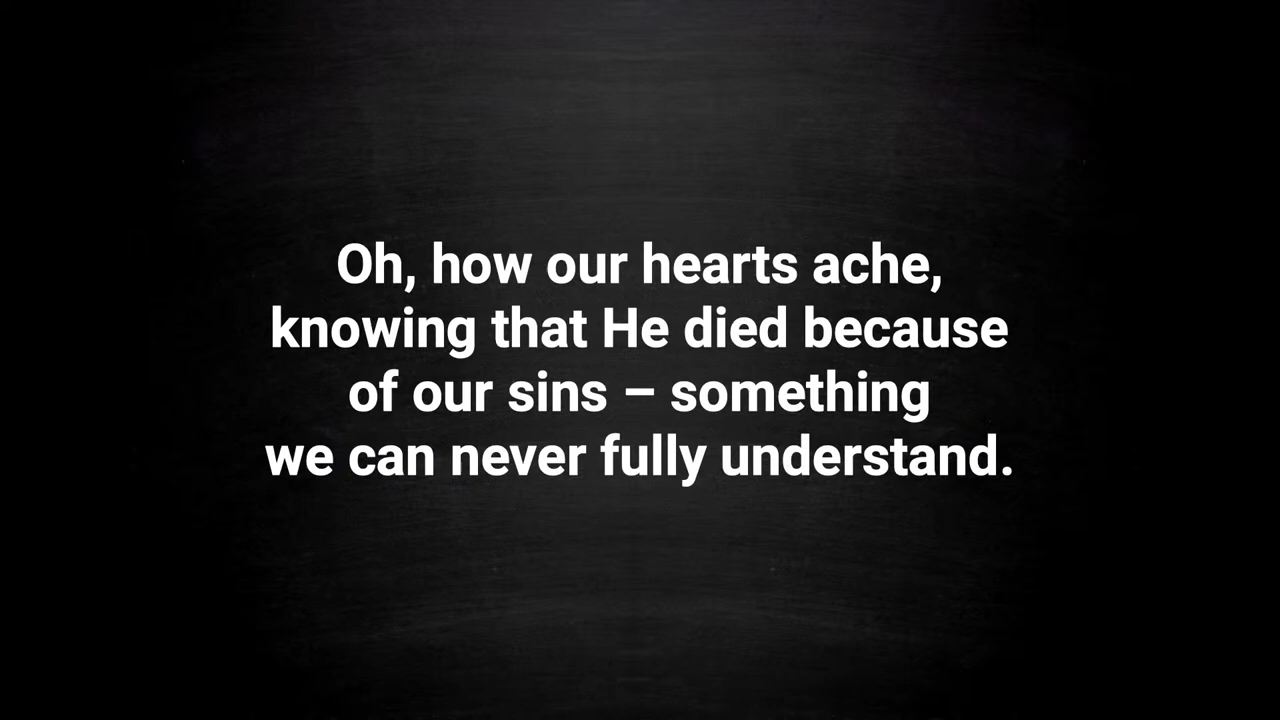 Oh, how our hearts ache,
knowing that He died because
of our sins – something
we can never fully understand.